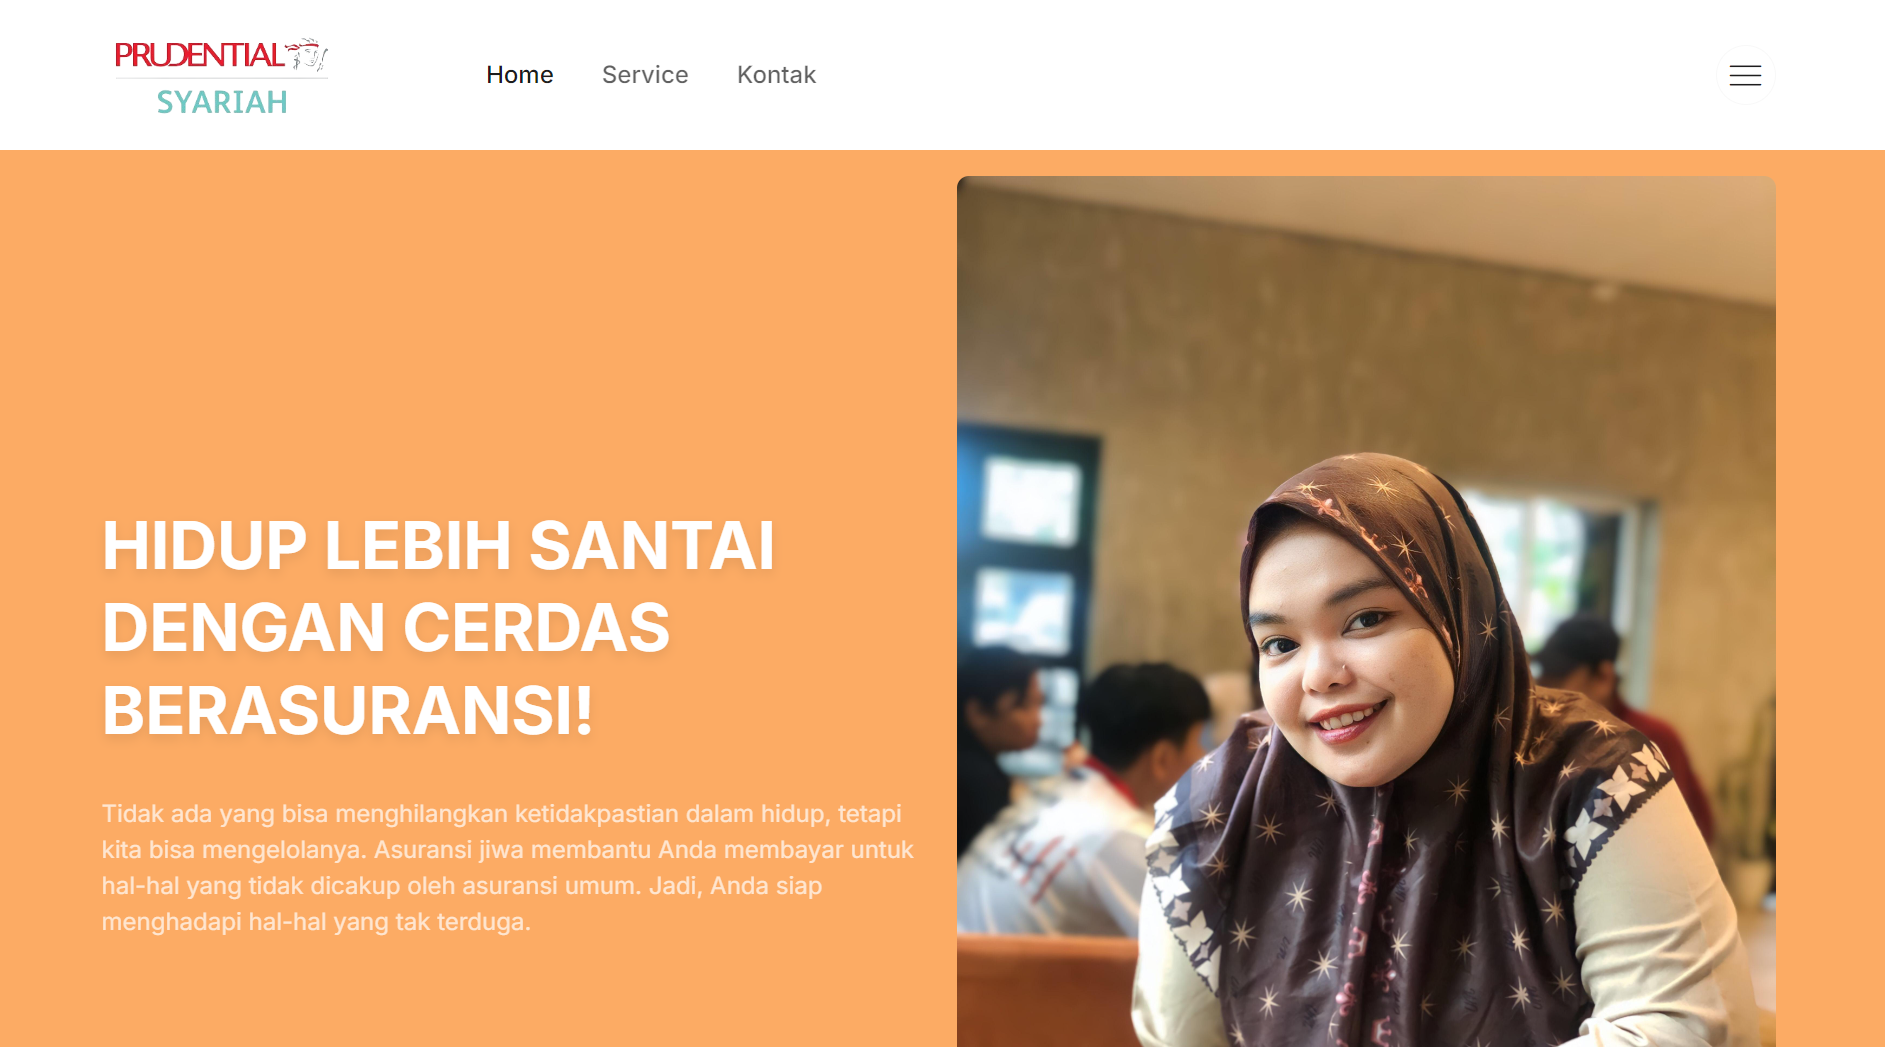 PRUDENTIAL
SYARIAH
Home
Service
Kontak
HIDUP LEBIH SANTAI
DENGAN CERDAS
BERASURANSI!
Tidak ada yang bisa menghilangkan ketidakpastian dalam hidup, tetapi
kita bisa mengelolanya. Asuransi jiwa membantu Anda membayar untuk
hal-hal yang tidak dicakup oleh asuransi umum. Jadi, Anda siap
menghadapi hal-hal yang tak terduga.